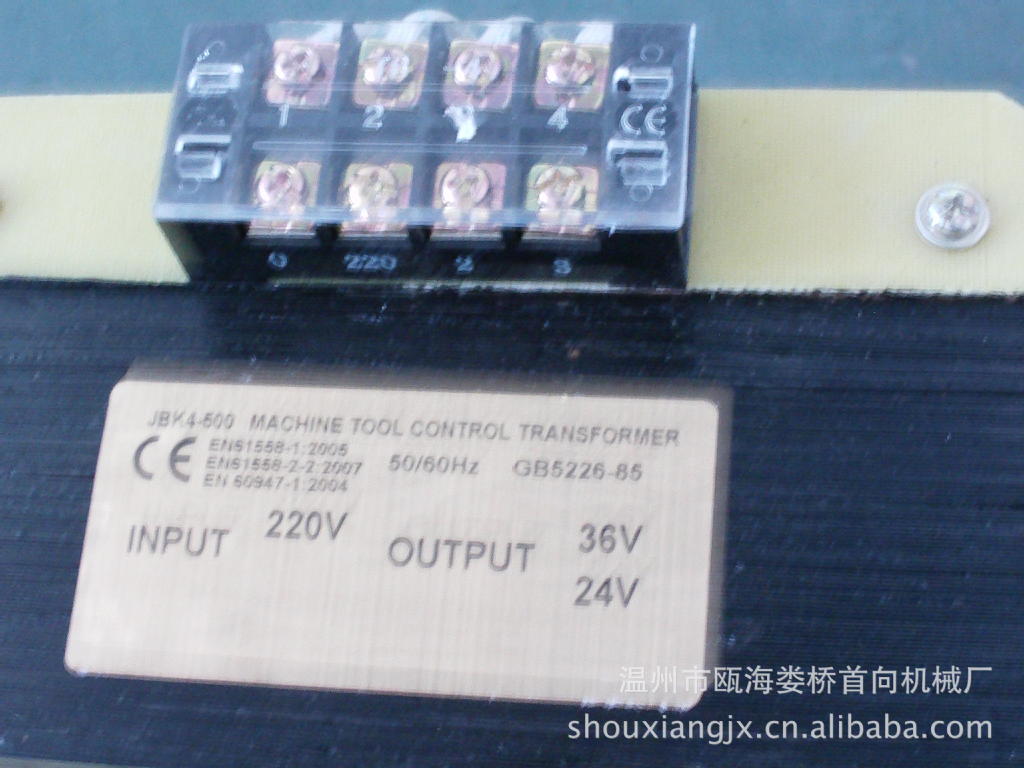 1 2 3 4
CE
0 220 2 3
JBK4-500 MACHINE TOOL CONTROL TRANSFORMER
CE
EN61558-1:2005
EN61558-2-2:2007
EN 60947-1:2004
50/60Hz GB5226-85
INPUT 220V OUTPUT 36V
24V
温州市瓯海娄桥首向机械厂
shouxiangjx.cn.alibaba.com